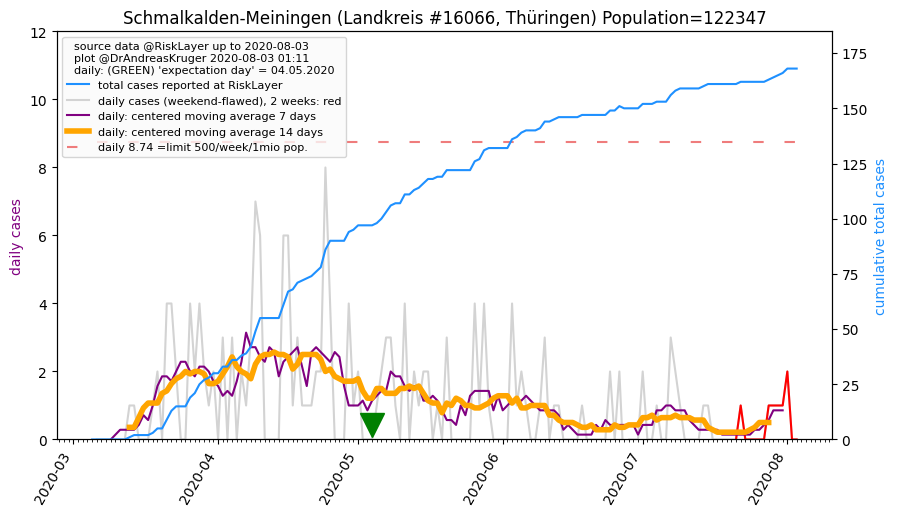 Schmalkalden-Meiningen (Landkreis #16066, Thüringen) Population=122347
source data @RiskLayer up to 2020-08-03
plot @DrAndreasKruger 2020-08-03 01:11
daily: (GREEN) 'expectation day' = 04.05.2020
total cases reported at RiskLayer
daily cases (weekend-flawed), 2 weeks: red
daily: centered moving average 7 days
daily: centered moving average 14 days
daily 8.74 =limit 500/week/1mio pop.
daily cases
12
10
8
6
4
2
0
cumulative total cases
175
150
125
100
75
50
25
0
2020-03
2020-04
2020-05
2020-06
2020-07
2020-08